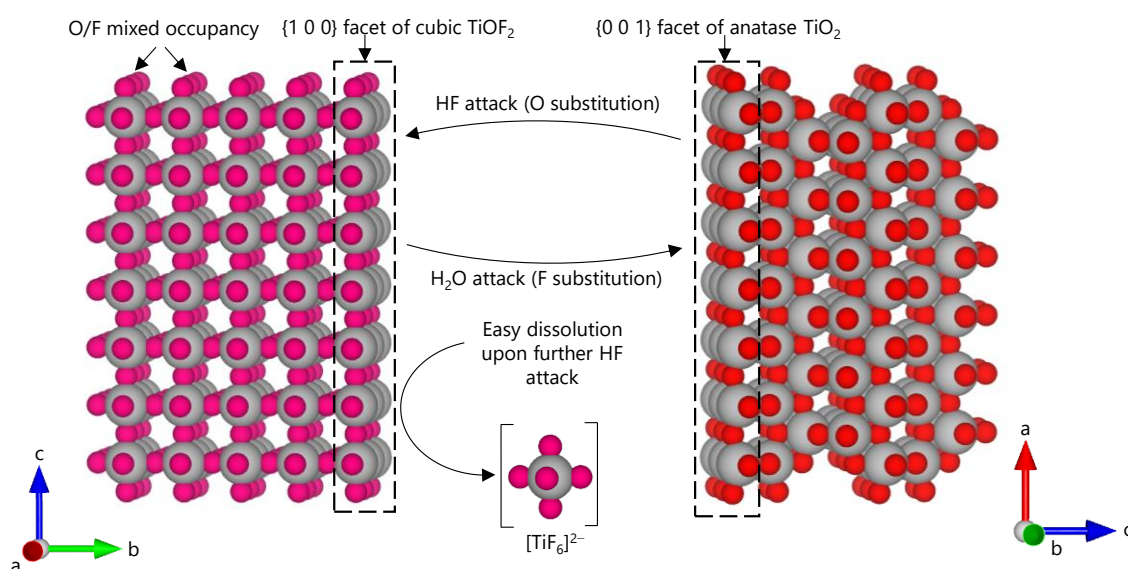 O/F mixed occupancy
{1 0 0} facet of cubic TiOF₂
{0 0 1} facet of anatase TiO₂
HF attack (O substitution)
H₂O attack (F substitution)
Easy dissolution
upon further HF
attack
[TiF₆]²⁻
c
b
a
a
b
c